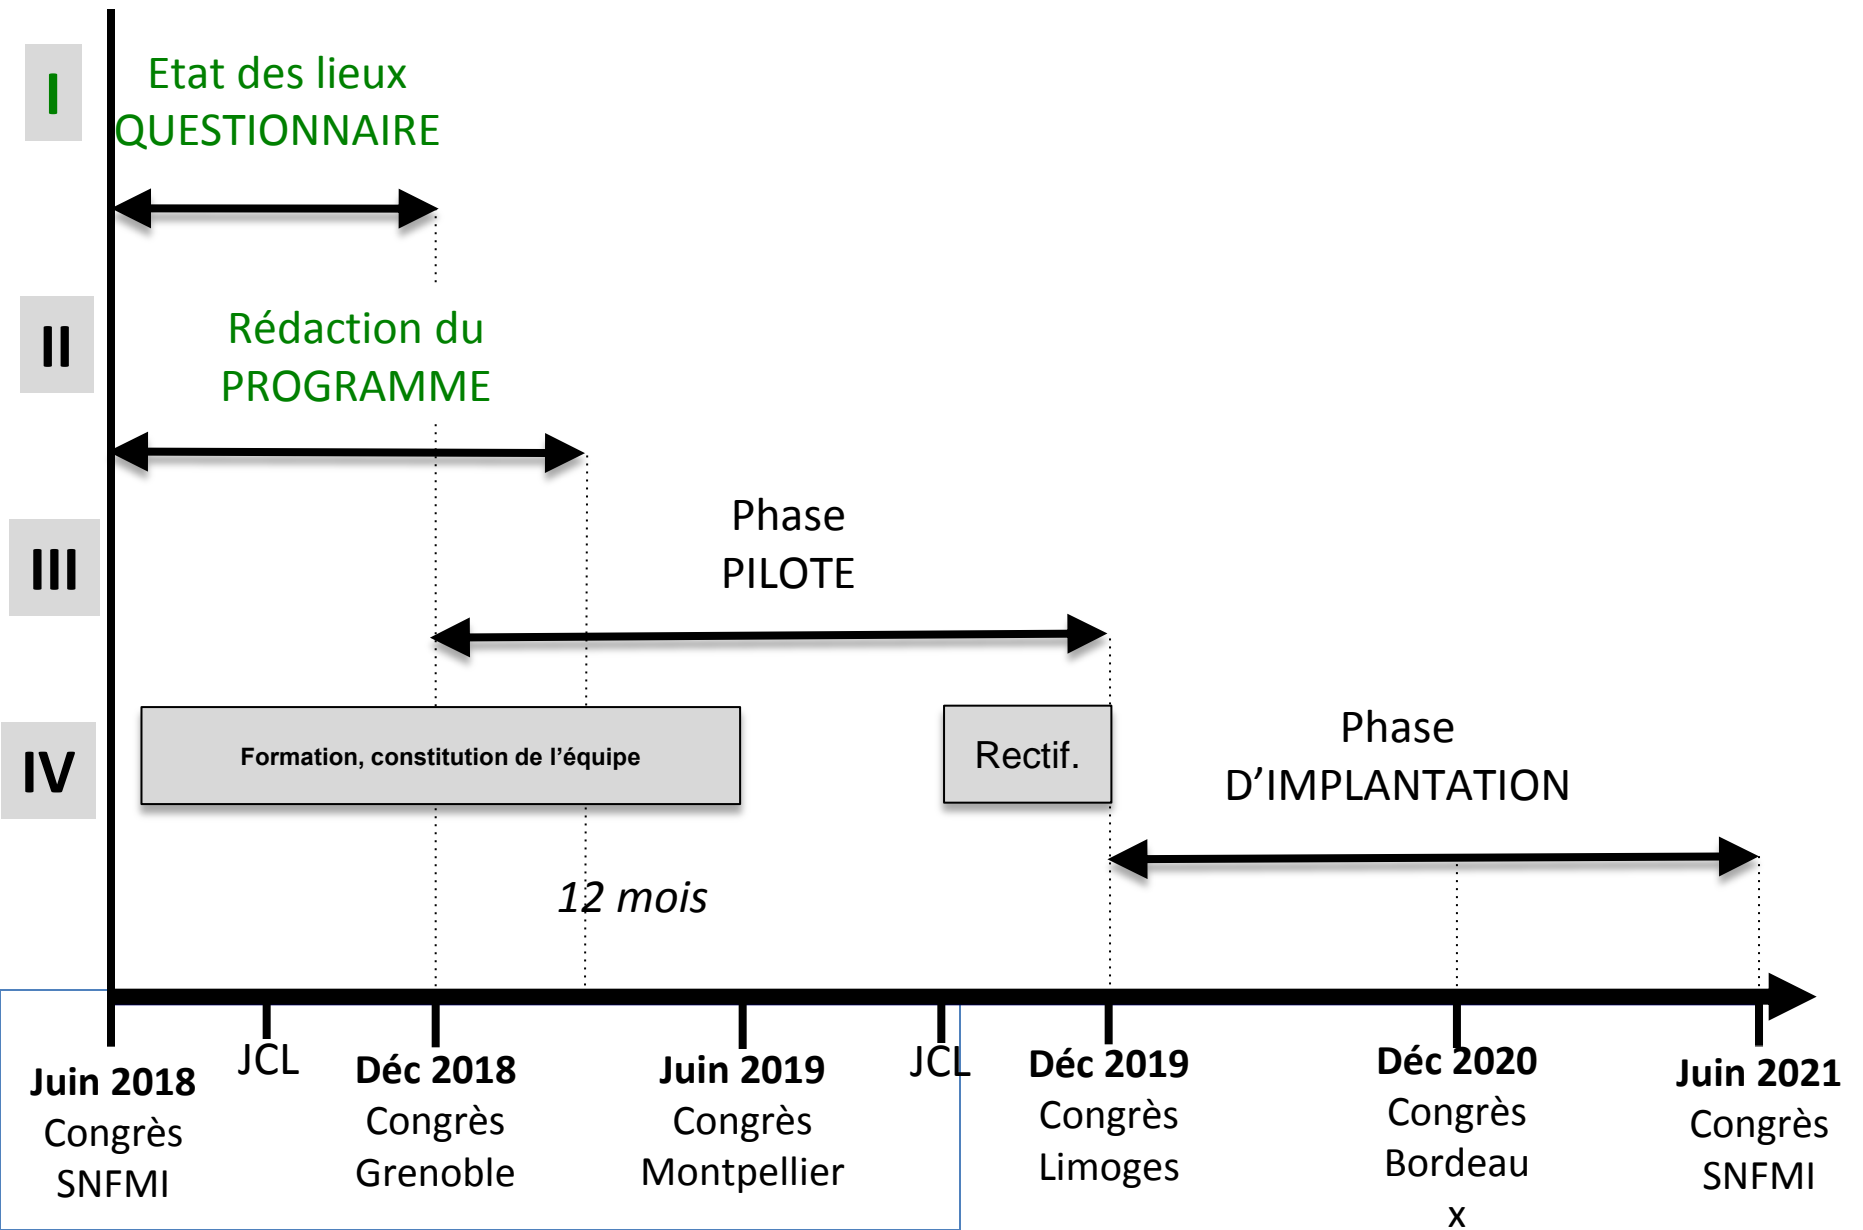 I
Etat des lieux
QUESTIONNAIRE
II
Rédaction du
PROGRAMME
III
Phase
PILOTE
IV
Formation, constitution de l’équipe
Rectif.
Phase
D’IMPLANTATION
12 mois
Juin 2018
Congrès
SNFMI
JCL
Déc 2018
Congrès
Grenoble
Juin 2019
Congrès
Montpellier
JCL
Déc 2019
Congrès
Limoges
Déc 2020
Congrès
Bordeau
x
Juin 2021
Congrès
SNFMI